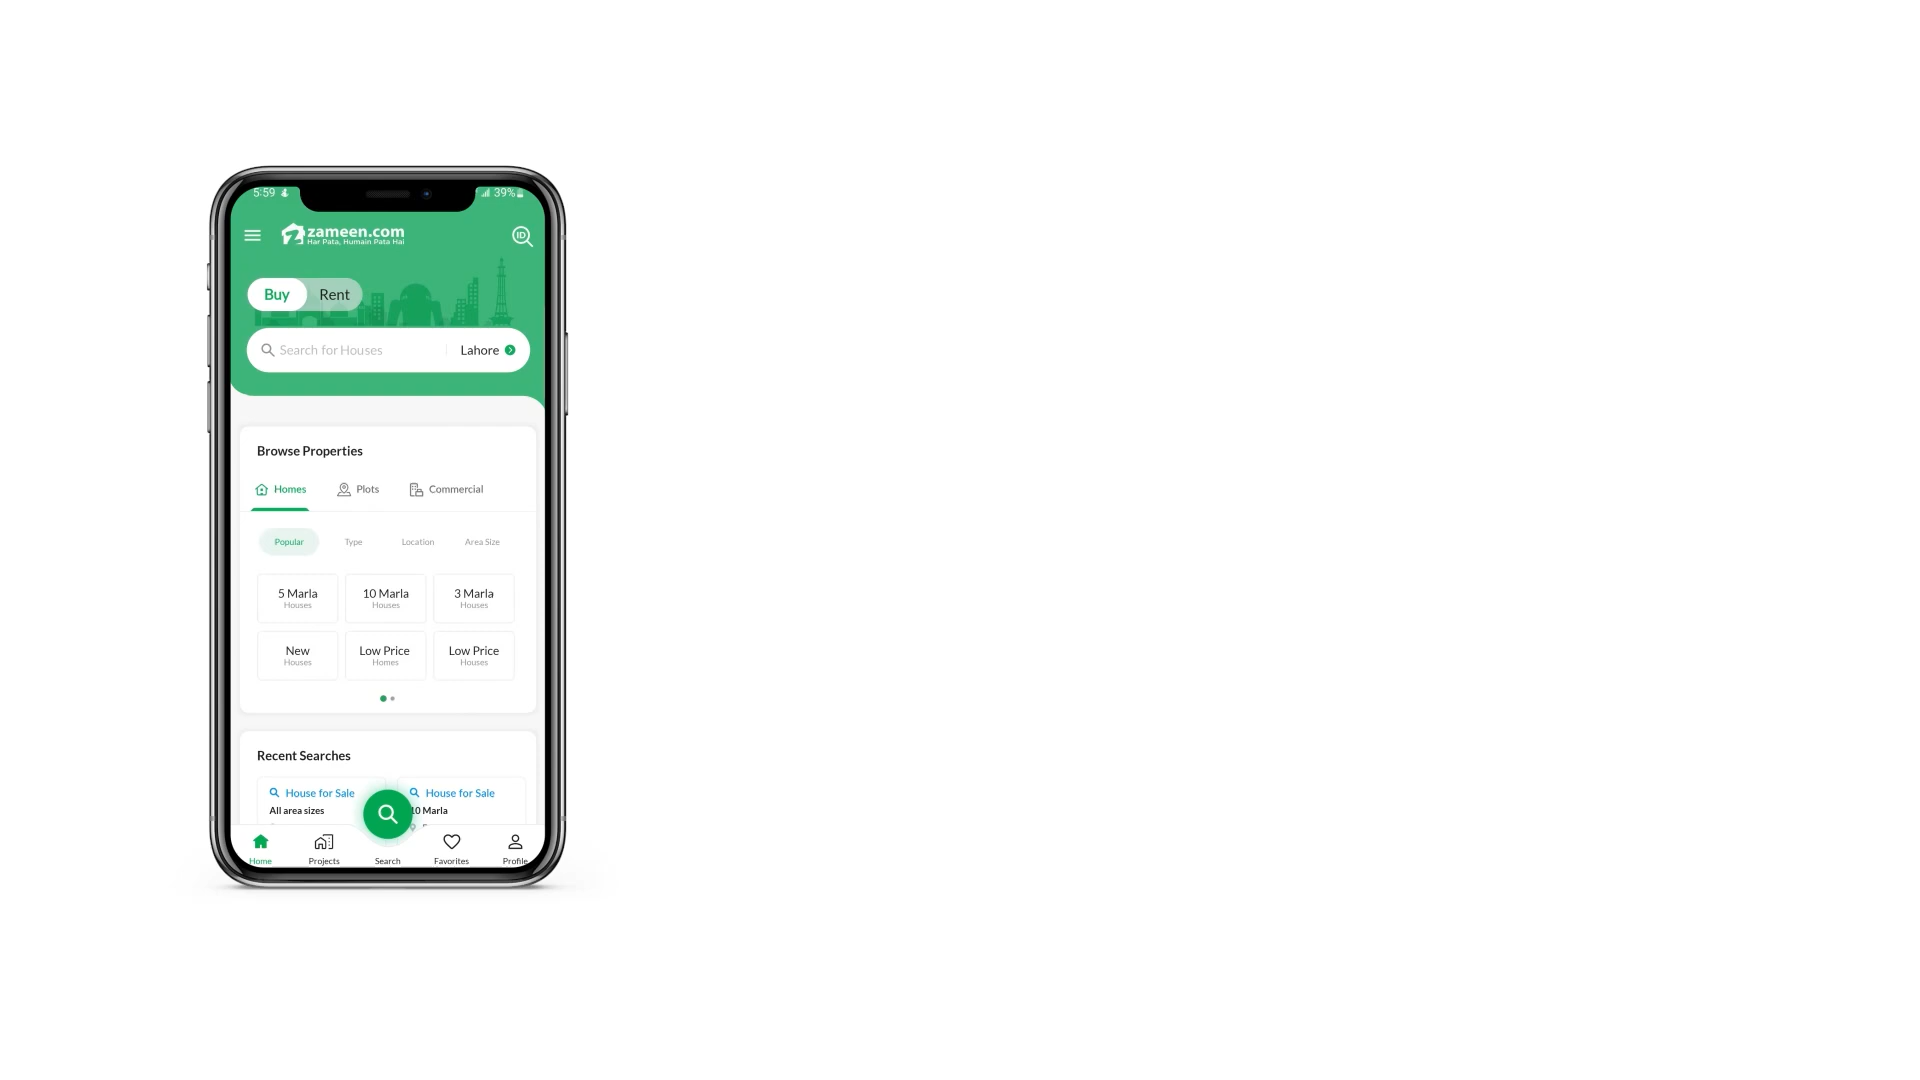 5:59
39%
zameen.com
Har Pata, Humain Pata Hai
ID
Buy Rent
Search for Houses Lahore
Browse Properties
Homes Plots Commercial
Popular Type Location Area Size
5 Marla 10 Marla 3 Marla
Houses Houses Houses
New Low Price Low Price
Houses Homes Houses
Recent Searches
House for Sale House for Sale
All area sizes 10 Marla
Home Projects Search Favorites Profile